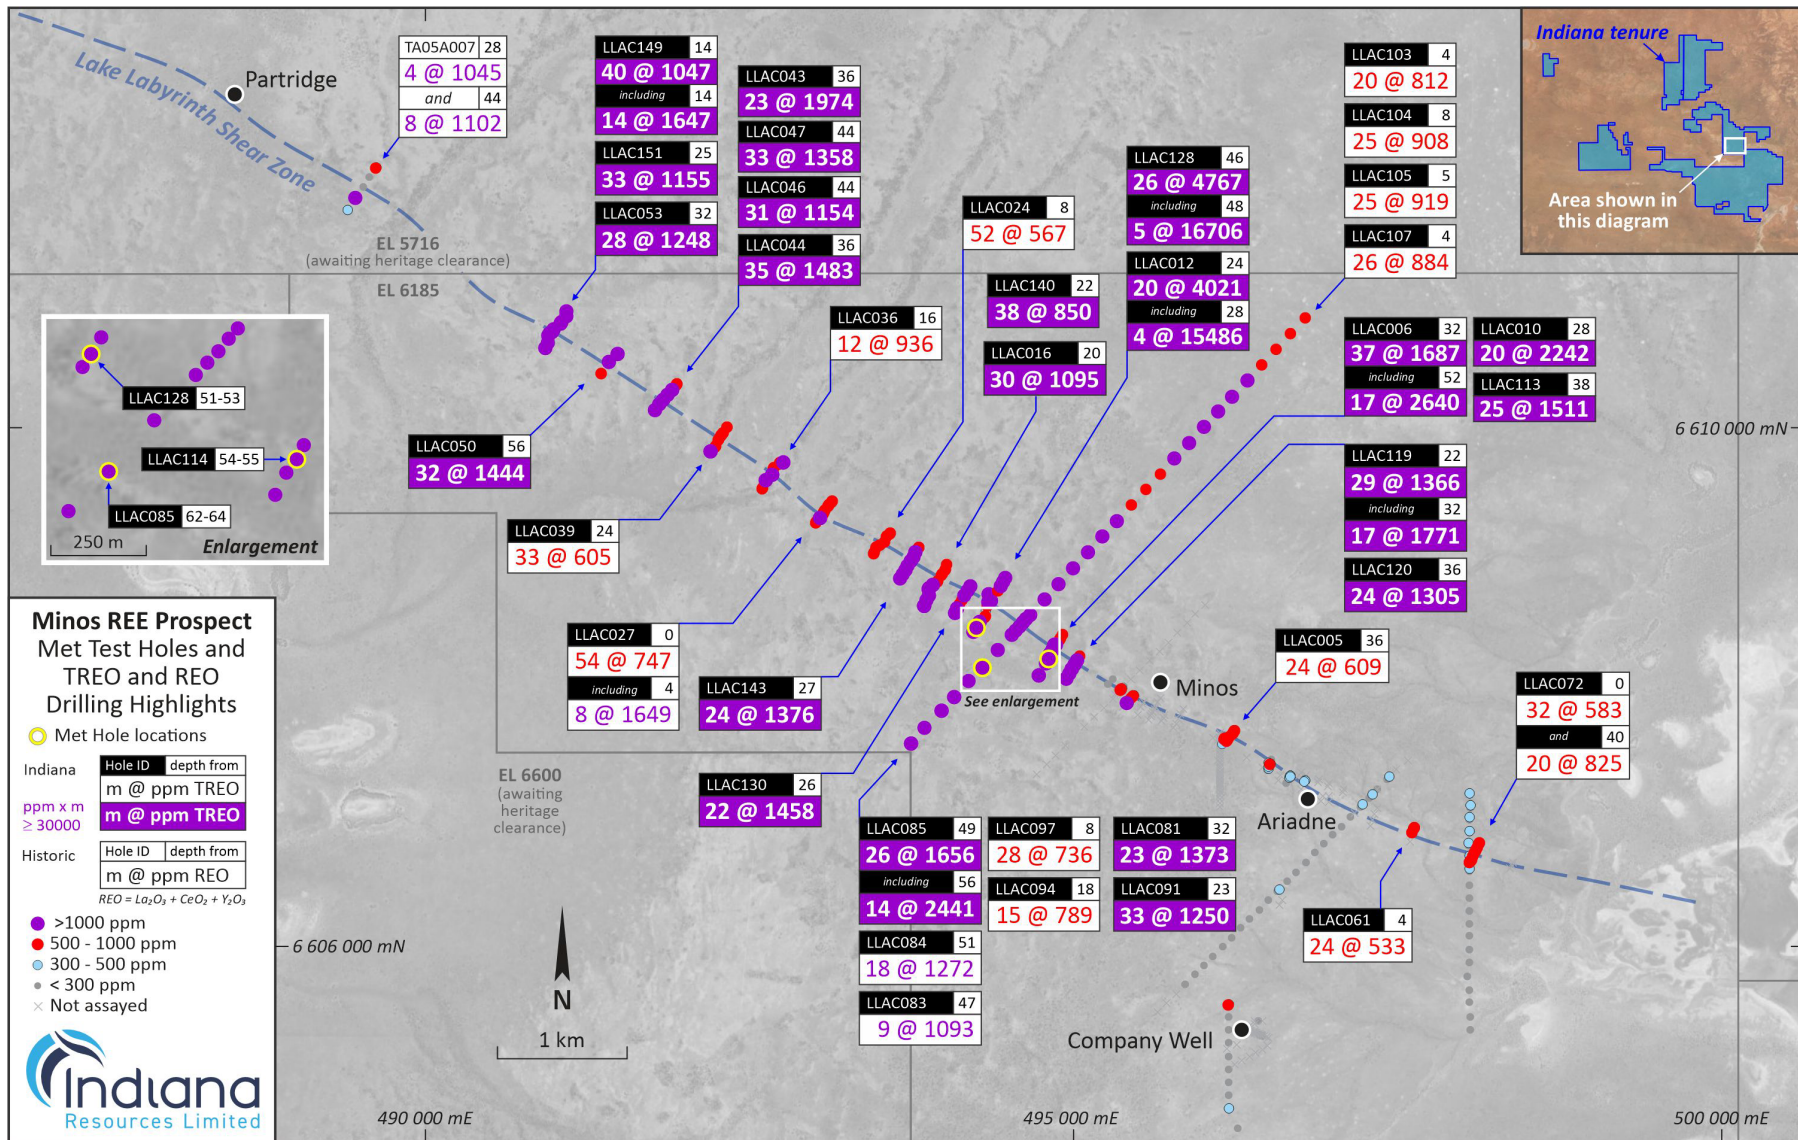 Lake Labyrinth Shear Zone
Partridge
TA05A007 28
4 @ 1045
and 44
8 @ 1102
LLAC149 14
40 @ 1047
including 14
14 @ 1647
LLAC151 25
33 @ 1155
LLAC053 32
28 @ 1248
LLAC043 36
23 @ 1974
LLAC047 44
33 @ 1358
LLAC046 44
31 @ 1154
LLAC044 36
35 @ 1483
LLAC024 8
52 @ 567
LLAC140 22
38 @ 850
LLAC016 20
30 @ 1095
LLAC128 46
26 @ 4767
including 48
5 @ 16706
LLAC012 24
20 @ 4021
including 28
4 @ 15486
LLAC103 4
20 @ 812
LLAC104 8
25 @ 908
LLAC105 5
25 @ 919
LLAC107 4
26 @ 884
Indiana tenure
Area shown in
this diagram
EL 5716
(awaiting heritage clearance)
EL 6185
LLAC036 16
12 @ 936
LLAC006 32
37 @ 1687
including 52
17 @ 2640
LLAC010 28
20 @ 2242
LLAC113 38
25 @ 1511
6 610 000 mN
LLAC128 51-53
LLAC114 54-55
LLAC085 62-64
250 m
Enlargement
LLAC050 56
32 @ 1444
LLAC039 24
33 @ 605
LLAC119 22
29 @ 1366
including 32
17 @ 1771
LLAC120 36
24 @ 1305
LLAC027 0
54 @ 747
including 4
8 @ 1649
LLAC143 27
24 @ 1376
See enlargement
Minos
LLAC005 36
24 @ 609
LLAC072 0
32 @ 583
and 40
20 @ 825
LLAC130 26
22 @ 1458
EL 6600
(awaiting
heritage
clearance)
Ariadne
LLAC085 49
26 @ 1656
including 56
14 @ 2441
LLAC084 51
18 @ 1272
LLAC083 47
9 @ 1093
LLAC097 8
28 @ 736
LLAC094 18
15 @ 789
LLAC081 32
23 @ 1373
LLAC091 23
33 @ 1250
LLAC061 4
24 @ 533
Company Well
Minos REE Prospect
Met Test Holes and
TREO and REO
Drilling Highlights
Met Hole locations
Indiana
Hole ID depth from
m @ ppm TREO
ppm x m
≥ 30000
m @ ppm TREO
Historic
Hole ID depth from
m @ ppm REO
REO = La₂O₃ + CeO₂ + Y₂O₃
>1000 ppm
500 - 1000 ppm
300 - 500 ppm
< 300 ppm
Not assayed
Indiana
Resources Limited
6 606 000 mN
N
1 km
490 000 mE
495 000 mE
500 000 mE